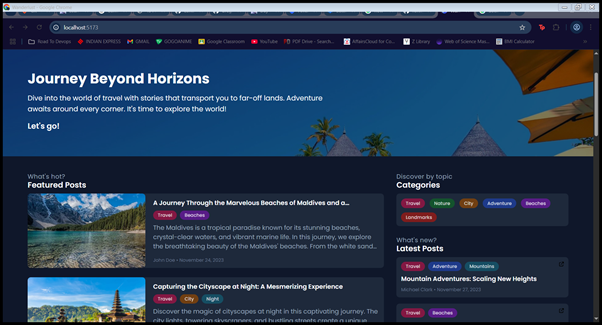 localhost:5173
Road To Devops
INDIAN EXPRESS
GMAIL
GOGOANIME
Google Classroom
YouTube
PDF Drive - Search...
AffairsCloud for Co...
Z Library
Web of Science Mas...
BMI Calculator
Journey Beyond Horizons
Dive into the world of travel with stories that transport you to far-off lands. Adventure
awaits around every corner. It's time to explore the world!
Let's go!
What's hot?
Featured Posts
A Journey Through the Marvelous Beaches of Maldives and a...
Travel Beaches
The Maldives is a tropical paradise known for its stunning beaches,
crystal-clear waters, and vibrant marine life. In this journey, we explore
the breathtaking beauty of the Maldives' beaches. From the white sand...
John Doe • November 24, 2023
Capturing the Cityscape at Night: A Mesmerizing Experience
Travel City Night
Discover the magic of cityscapes at night in this captivating journey. The
city lights, towering skyscrapers, and bustling streets create a unique
Discover by topic
Categories
Travel Nature City Adventure Beaches
Landmarks
What's new?
Latest Posts
Travel Adventure Mountains
Mountain Adventures: Scaling New Heights
Michael Clark • November 27, 2023
Travel Beaches